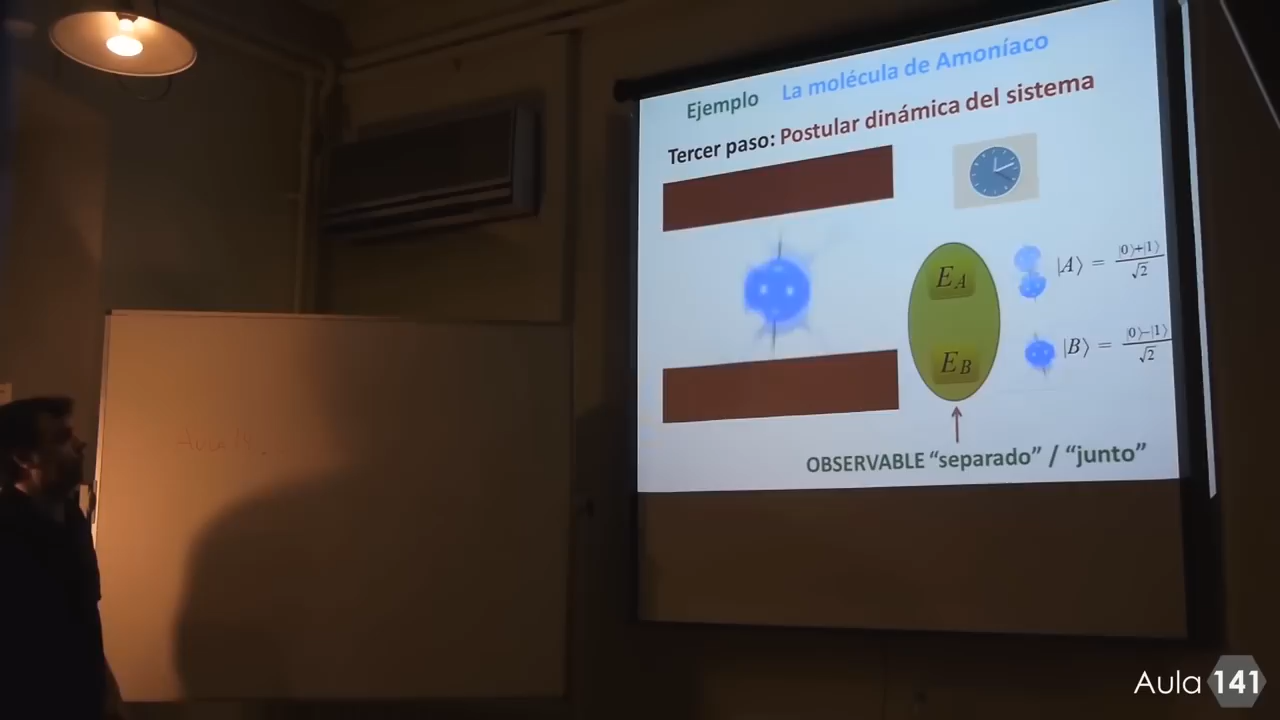 Ejemplo La molécula de Amoníaco
Tercer paso: Postular dinámica del sistema
E_A
|A⟩ = |0⟩+|1⟩ / √2
E_B
|B⟩ = |0⟩−|1⟩ / √2
OBSERVABLE “separado” / “junto”
Aula 141